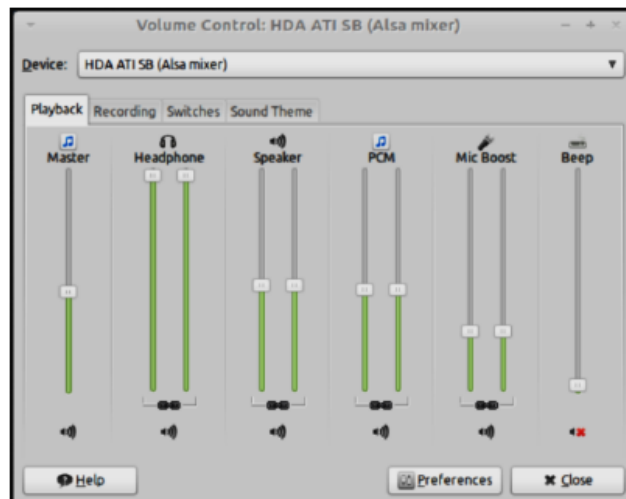 Volume Control: HDA ATI SB (Alsa mixer)
Device: HDA ATI SB (Alsa mixer)
Playback Recording Switches Sound Theme
Master Headphone Speaker PCM Mic Boost Beep
Help Preferences Close